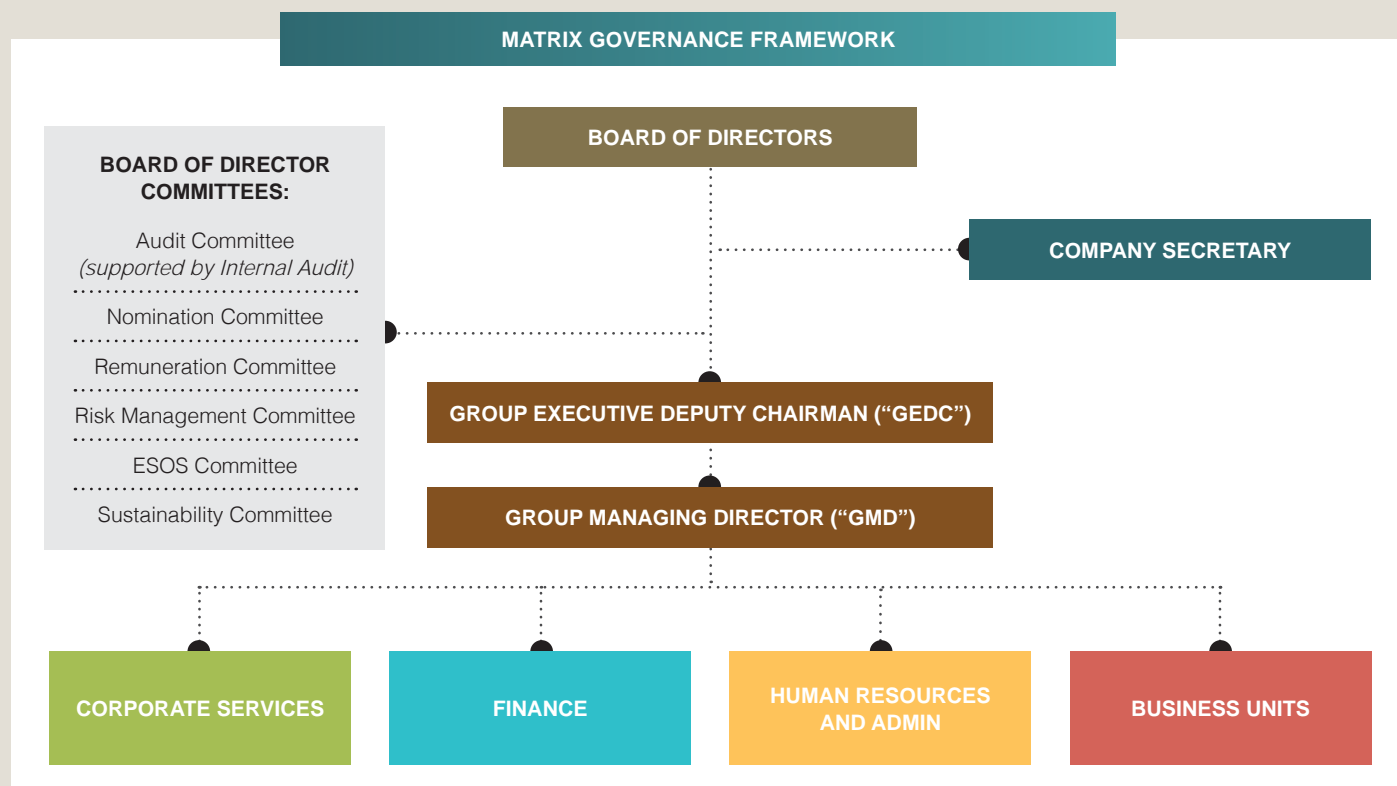 MATRIX GOVERNANCE FRAMEWORK
BOARD OF DIRECTORS
BOARD OF DIRECTOR
COMMITTEES:
Audit Committee
(supported by Internal Audit)
Nomination Committee
Remuneration Committee
Risk Management Committee
ESOS Committee
Sustainability Committee
COMPANY SECRETARY
GROUP EXECUTIVE DEPUTY CHAIRMAN (“GEDC”)
GROUP MANAGING DIRECTOR (“GMD”)
CORPORATE SERVICES
FINANCE
HUMAN RESOURCES
AND ADMIN
BUSINESS UNITS